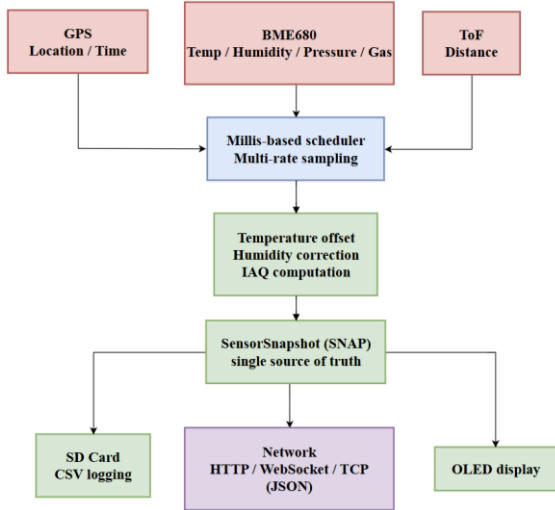 GPS
Location / Time
BME680
Temp / Humidity / Pressure / Gas
ToF
Distance
Millis-based scheduler
Multi-rate sampling
Temperature offset
Humidity correction
IAQ computation
SensorSnapshot (SNAP)
single source of truth
SD Card
CSV logging
Network
HTTP / WebSocket / TCP
(JSON)
OLED display